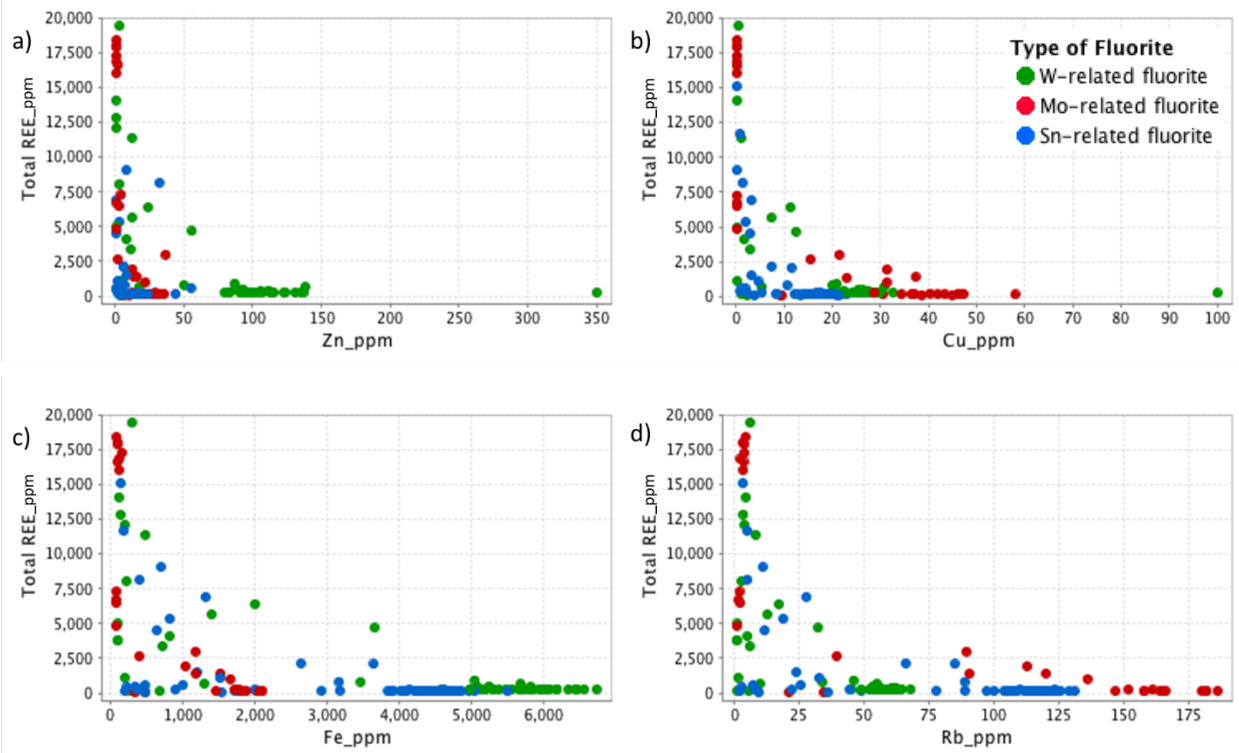 a)
20,000
17,500
15,000
12,500
10,000
7,500
5,000
2,500
0
Total REE_ppm
0 50 100 150 200 250 300 350
Zn_ppm
b)
20,000
17,500
15,000
12,500
10,000
7,500
5,000
2,500
0
Total REE_ppm
0 10 20 30 40 50 60 70 80 90 100
Cu_ppm
Type of Fluorite
W-related fluorite
Mo-related fluorite
Sn-related fluorite
c)
20,000
17,500
15,000
12,500
10,000
7,500
5,000
2,500
0
Total REE_ppm
0 1,000 2,000 3,000 4,000 5,000 6,000
Fe_ppm
d)
20,000
17,500
15,000
12,500
10,000
7,500
5,000
2,500
0
Total REE_ppm
0 25 50 75 100 125 150 175
Rb_ppm